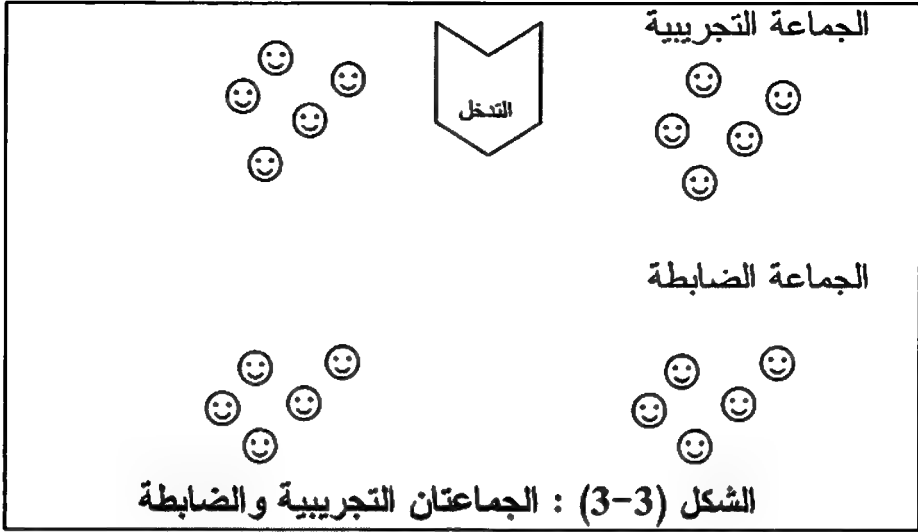 الجماعة التجريبية
التدخل
الجماعة الضابطة
الشكل (3-3) : الجماعتان التجريبية والضابطة